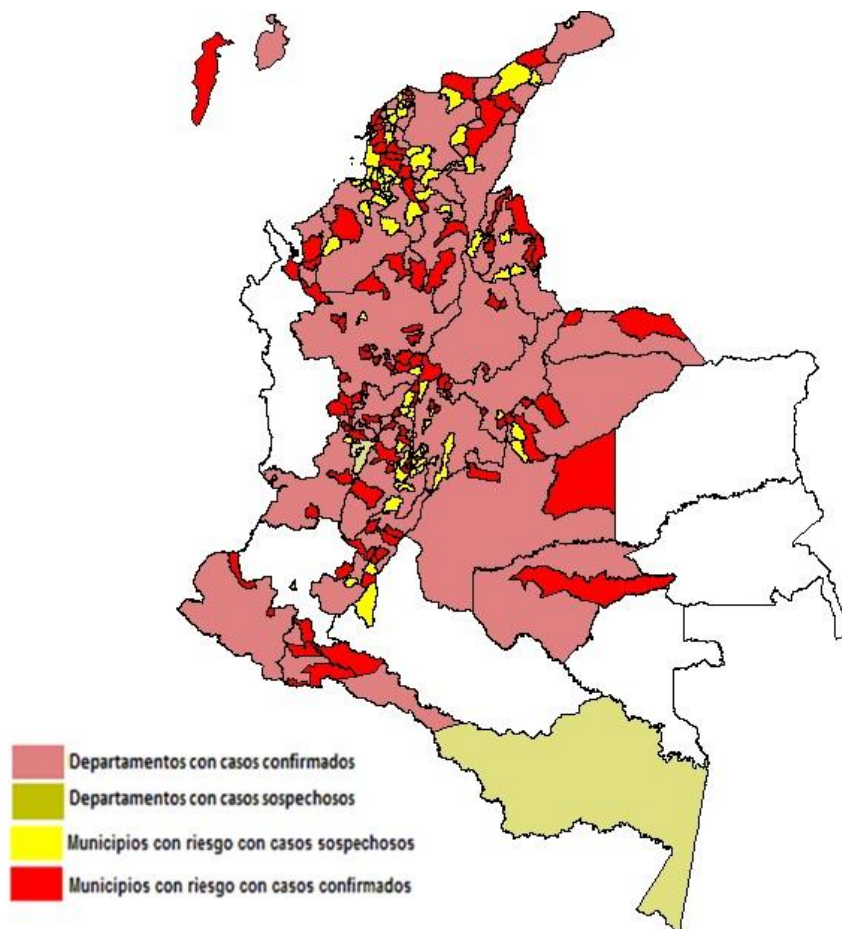 Departamentos con casos confirmados
Departamentos con casos sospechosos
Municipios con riesgo con casos sospechosos
Municipios con riesgo con casos confirmados